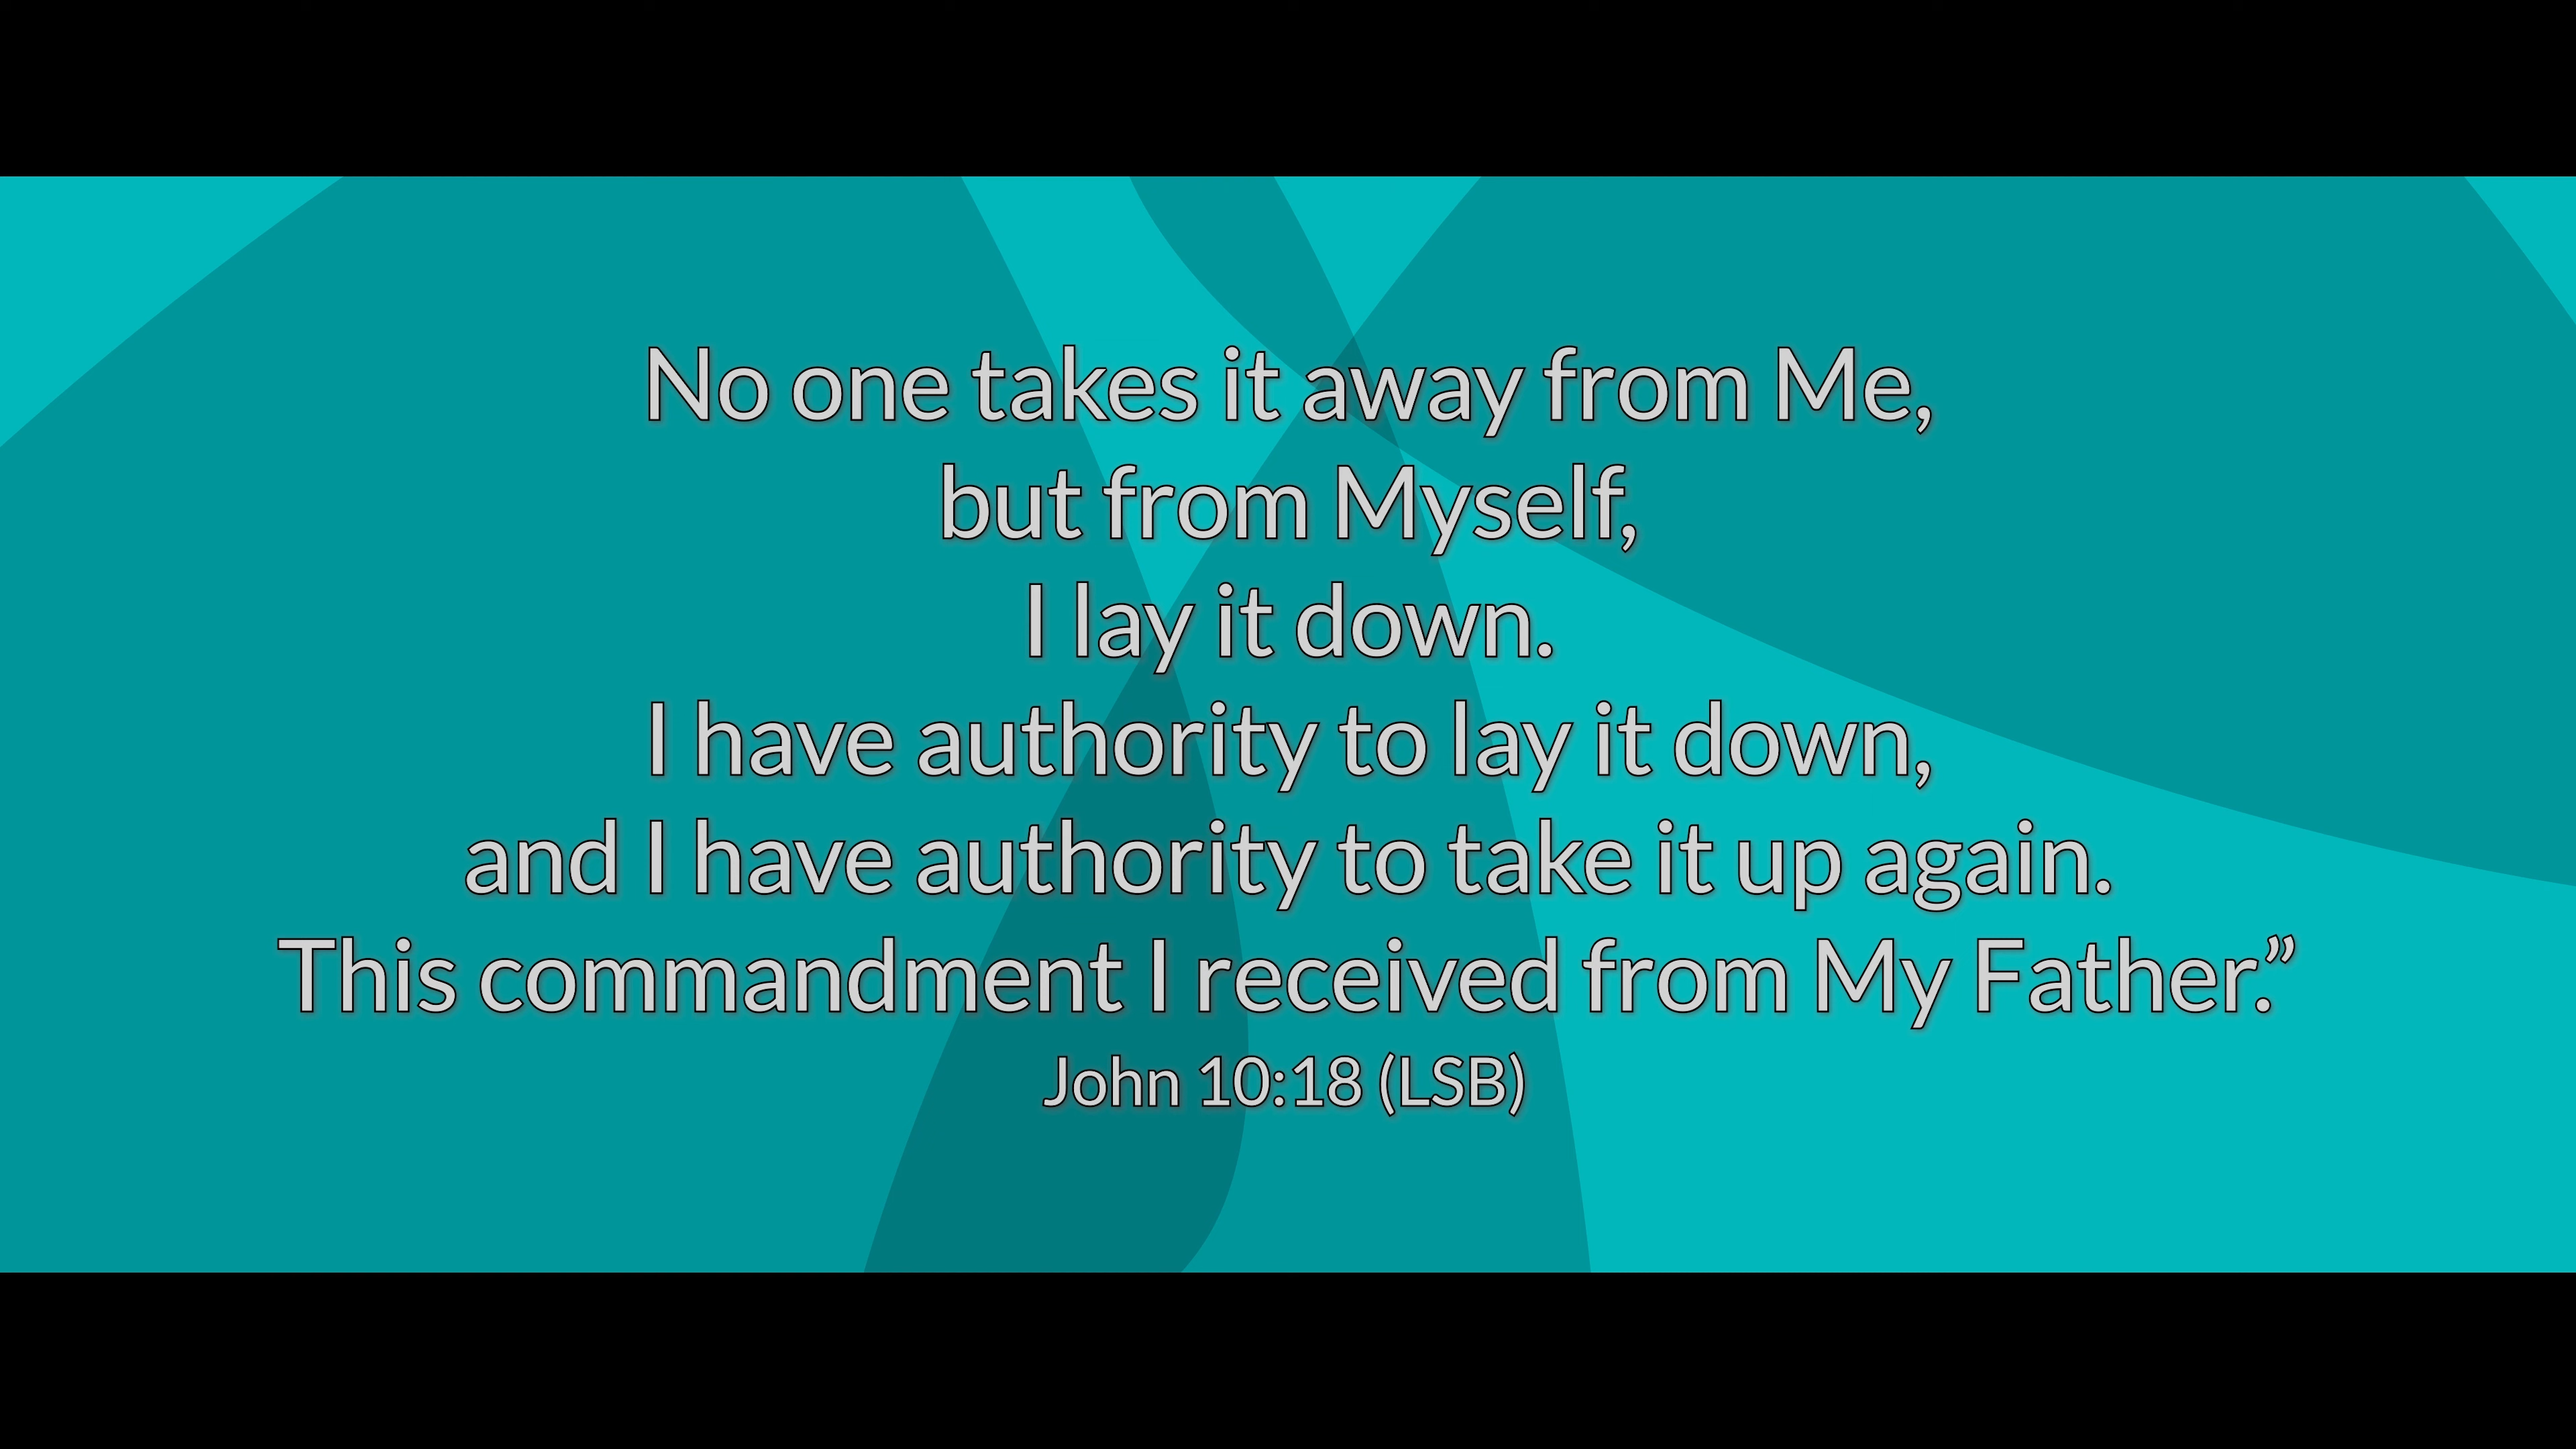 No one takes it away from Me,
but from Myself,
I lay it down.
I have authority to lay it down,
and I have authority to take it up again.
This commandment I received from My Father.”
John 10:18 (LSB)